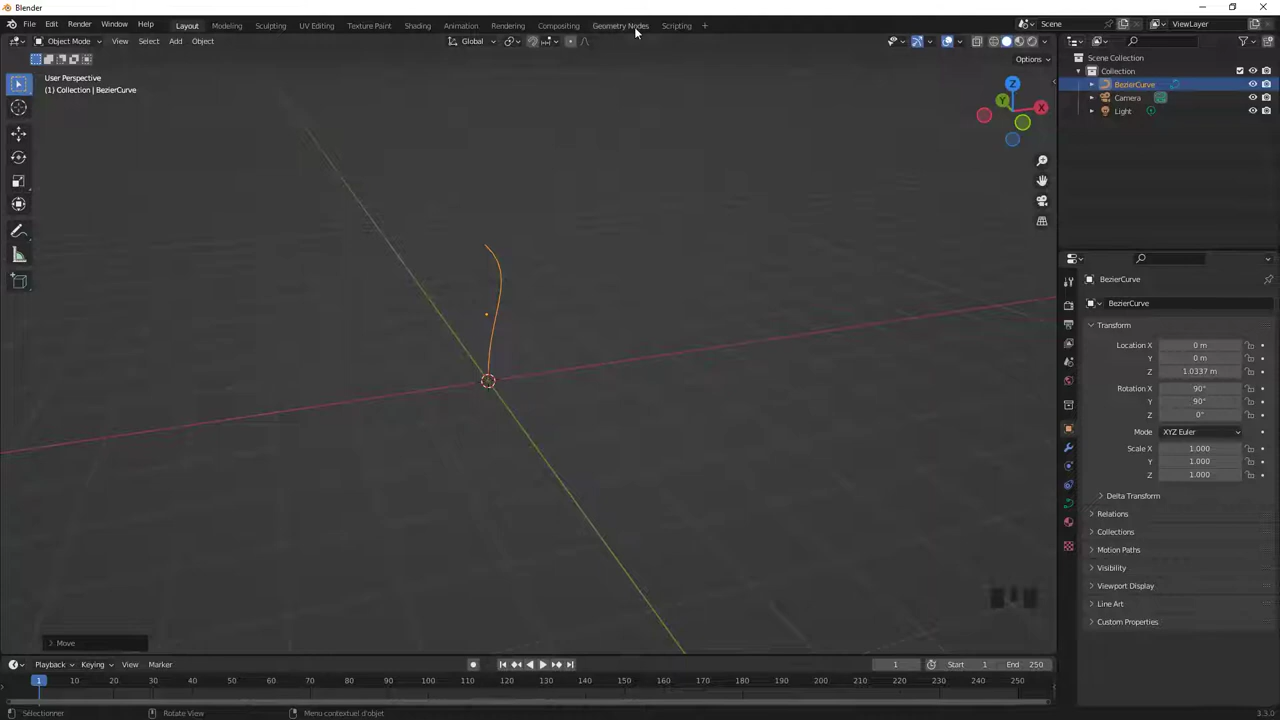 Blender
File Edit Render Window Help Layout Modeling Sculpting UV Editing Texture Paint Shading Animation Rendering Compositing Geometry Nodes Scripting + Scene ViewLayer
Object Mode View Select Add Object Global
Options
User Perspective
(1) Collection | BezierCurve
Z
Y
X
Scene Collection
Collection
BezierCurve
Camera
Light
BezierCurve
BezierCurve
Transform
Location X 0 m
Y 0 m
Z 1.0337 m
Rotation X 90°
Y 90°
Z 0°
Mode XYZ Euler
Scale X 1.000
Y 1.000
Z 1.000
Delta Transform
Relations
Collections
Motion Paths
Visibility
Viewport Display
Line Art
Custom Properties
Move
Playback Keying View Marker 1 Start 1 End 250
1 10 20 30 40 50 60 70 80 90 100 110 120 130 140 150 160 170 180 190 200 210 220 230 240 250
Sélectionner Rotate View Menu contextuel d'objet 3.3.0